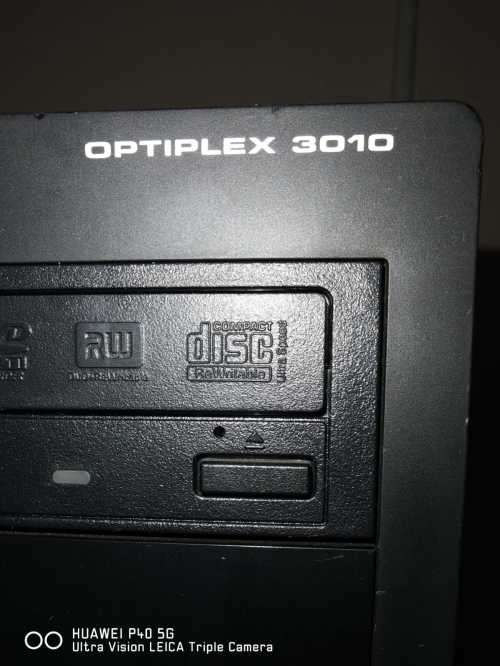 OPTIPLEX 3010
RW
COMPACT
disc
ReWritable
Ultra Speed
HUAWEI P40 5G
Ultra Vision LEICA Triple Camera